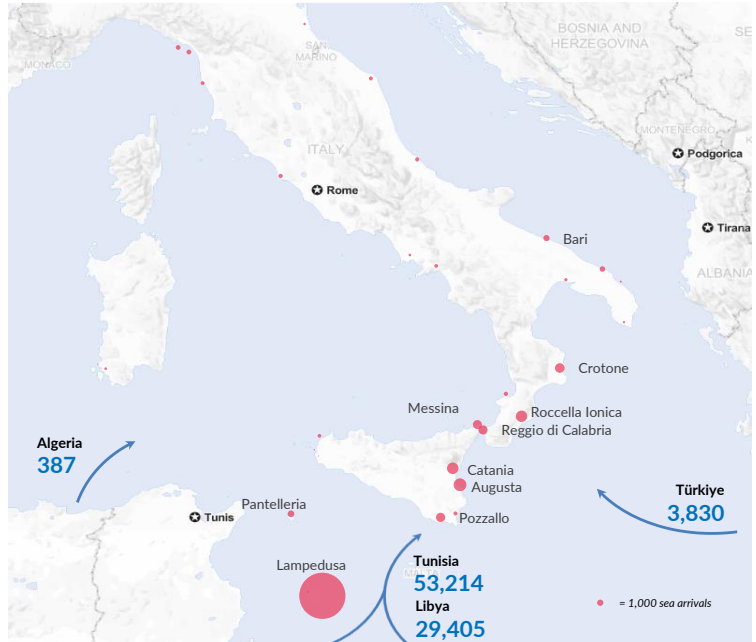 BOSNIA AND
HERZEGOVINA
SE
SAN
MARINO
MONACO
MONTENEGRO
ITALY
Podgorica
Rome
Tirana
Bari
ALBANIA
Crotone
Messina
Roccella Ionica
Reggio di Calabria
Algeria
387
Catania
Augusta
Türkiye
3,830
Pantelleria
Tunis
Pozzallo
Lampedusa
Tunisia
53,214
MALTA
Libya
29,405
= 1,000 sea arrivals